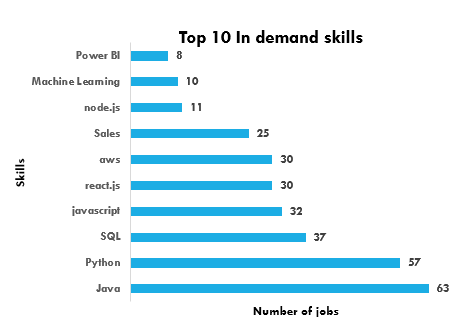 Top 10 In demand skills
Power BI 8
Machine Learning 10
node.js 11
Sales 25
aws 30
react.js 30
javascript 32
SQL 37
Python 57
Java 63
Skills
Number of jobs